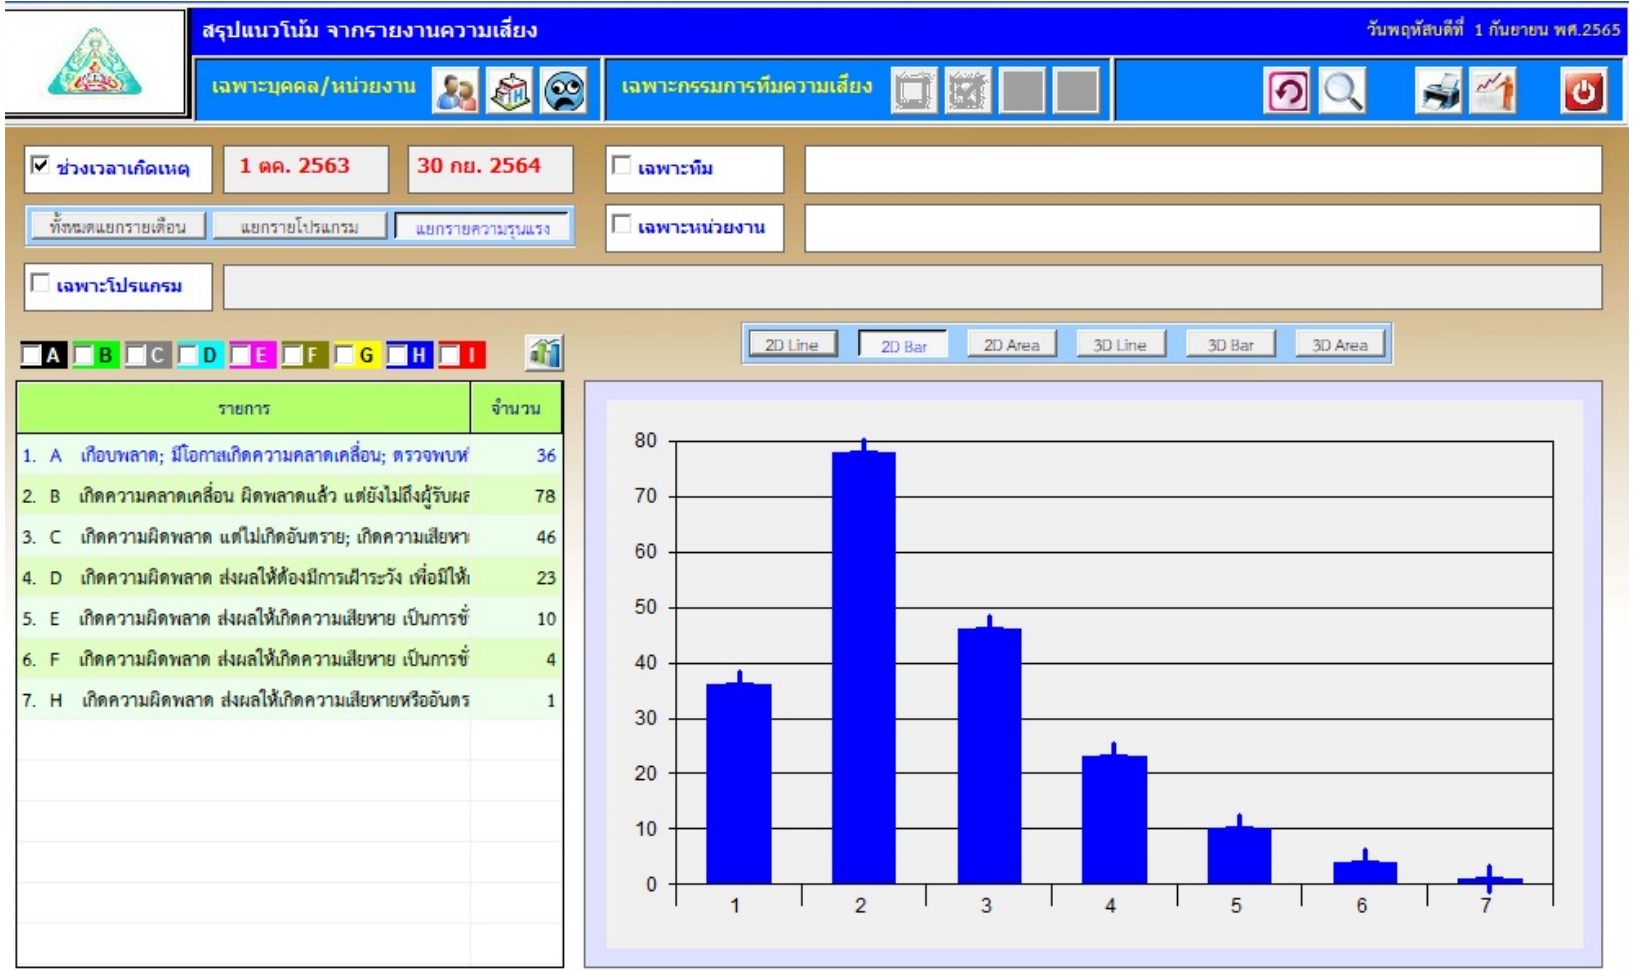 สรุปแนวโน้ม จากรายงานความเสี่ยง
วันพฤหัสบดีที่ 1 กันยายน พศ.2565
เฉพาะบุคคล/หน่วยงาน
เฉพาะกรรมการทีมความเสี่ยง
ช่วงเวลาเกิดเหตุ 1 ตค. 2563 30 กย. 2564
เฉพาะทีม
ทั้งหมดแยกรายเดือน แยกรายโปรแกรม แยกรายความรุนแรง
เฉพาะหน่วยงาน
เฉพาะโปรแกรม
2D Line 2D Bar 2D Area 3D Line 3D Bar 3D Area
A B C D E F G H I
รายการ จำนวน
1. A เกือบพลาด; มีโอกาสเกิดความคลาดเคลื่อน; ตรวจพบ 36
2. B เกิดความคลาดเคลื่อน ผิดพลาดแล้ว แต่ยังไม่ถึงผู้รับผล 78
3. C เกิดความผิดพลาด แต่ไม่เกิดอันตราย; เกิดความเสียหา 46
4. D เกิดความผิดพลาด ส่งผลให้ต้องมีการเฝ้าระวัง เพื่อมิให้ 23
5. E เกิดความผิดพลาด ส่งผลให้เกิดความเสียหาย เป็นการชั่ 10
6. F เกิดความผิดพลาด ส่งผลให้เกิดความเสียหาย เป็นการชั่ 4
7. H เกิดความผิดพลาด ส่งผลให้เกิดความเสียหายหรืออันตร 1
80
70
60
50
40
30
20
10
0
1 2 3 4 5 6 7